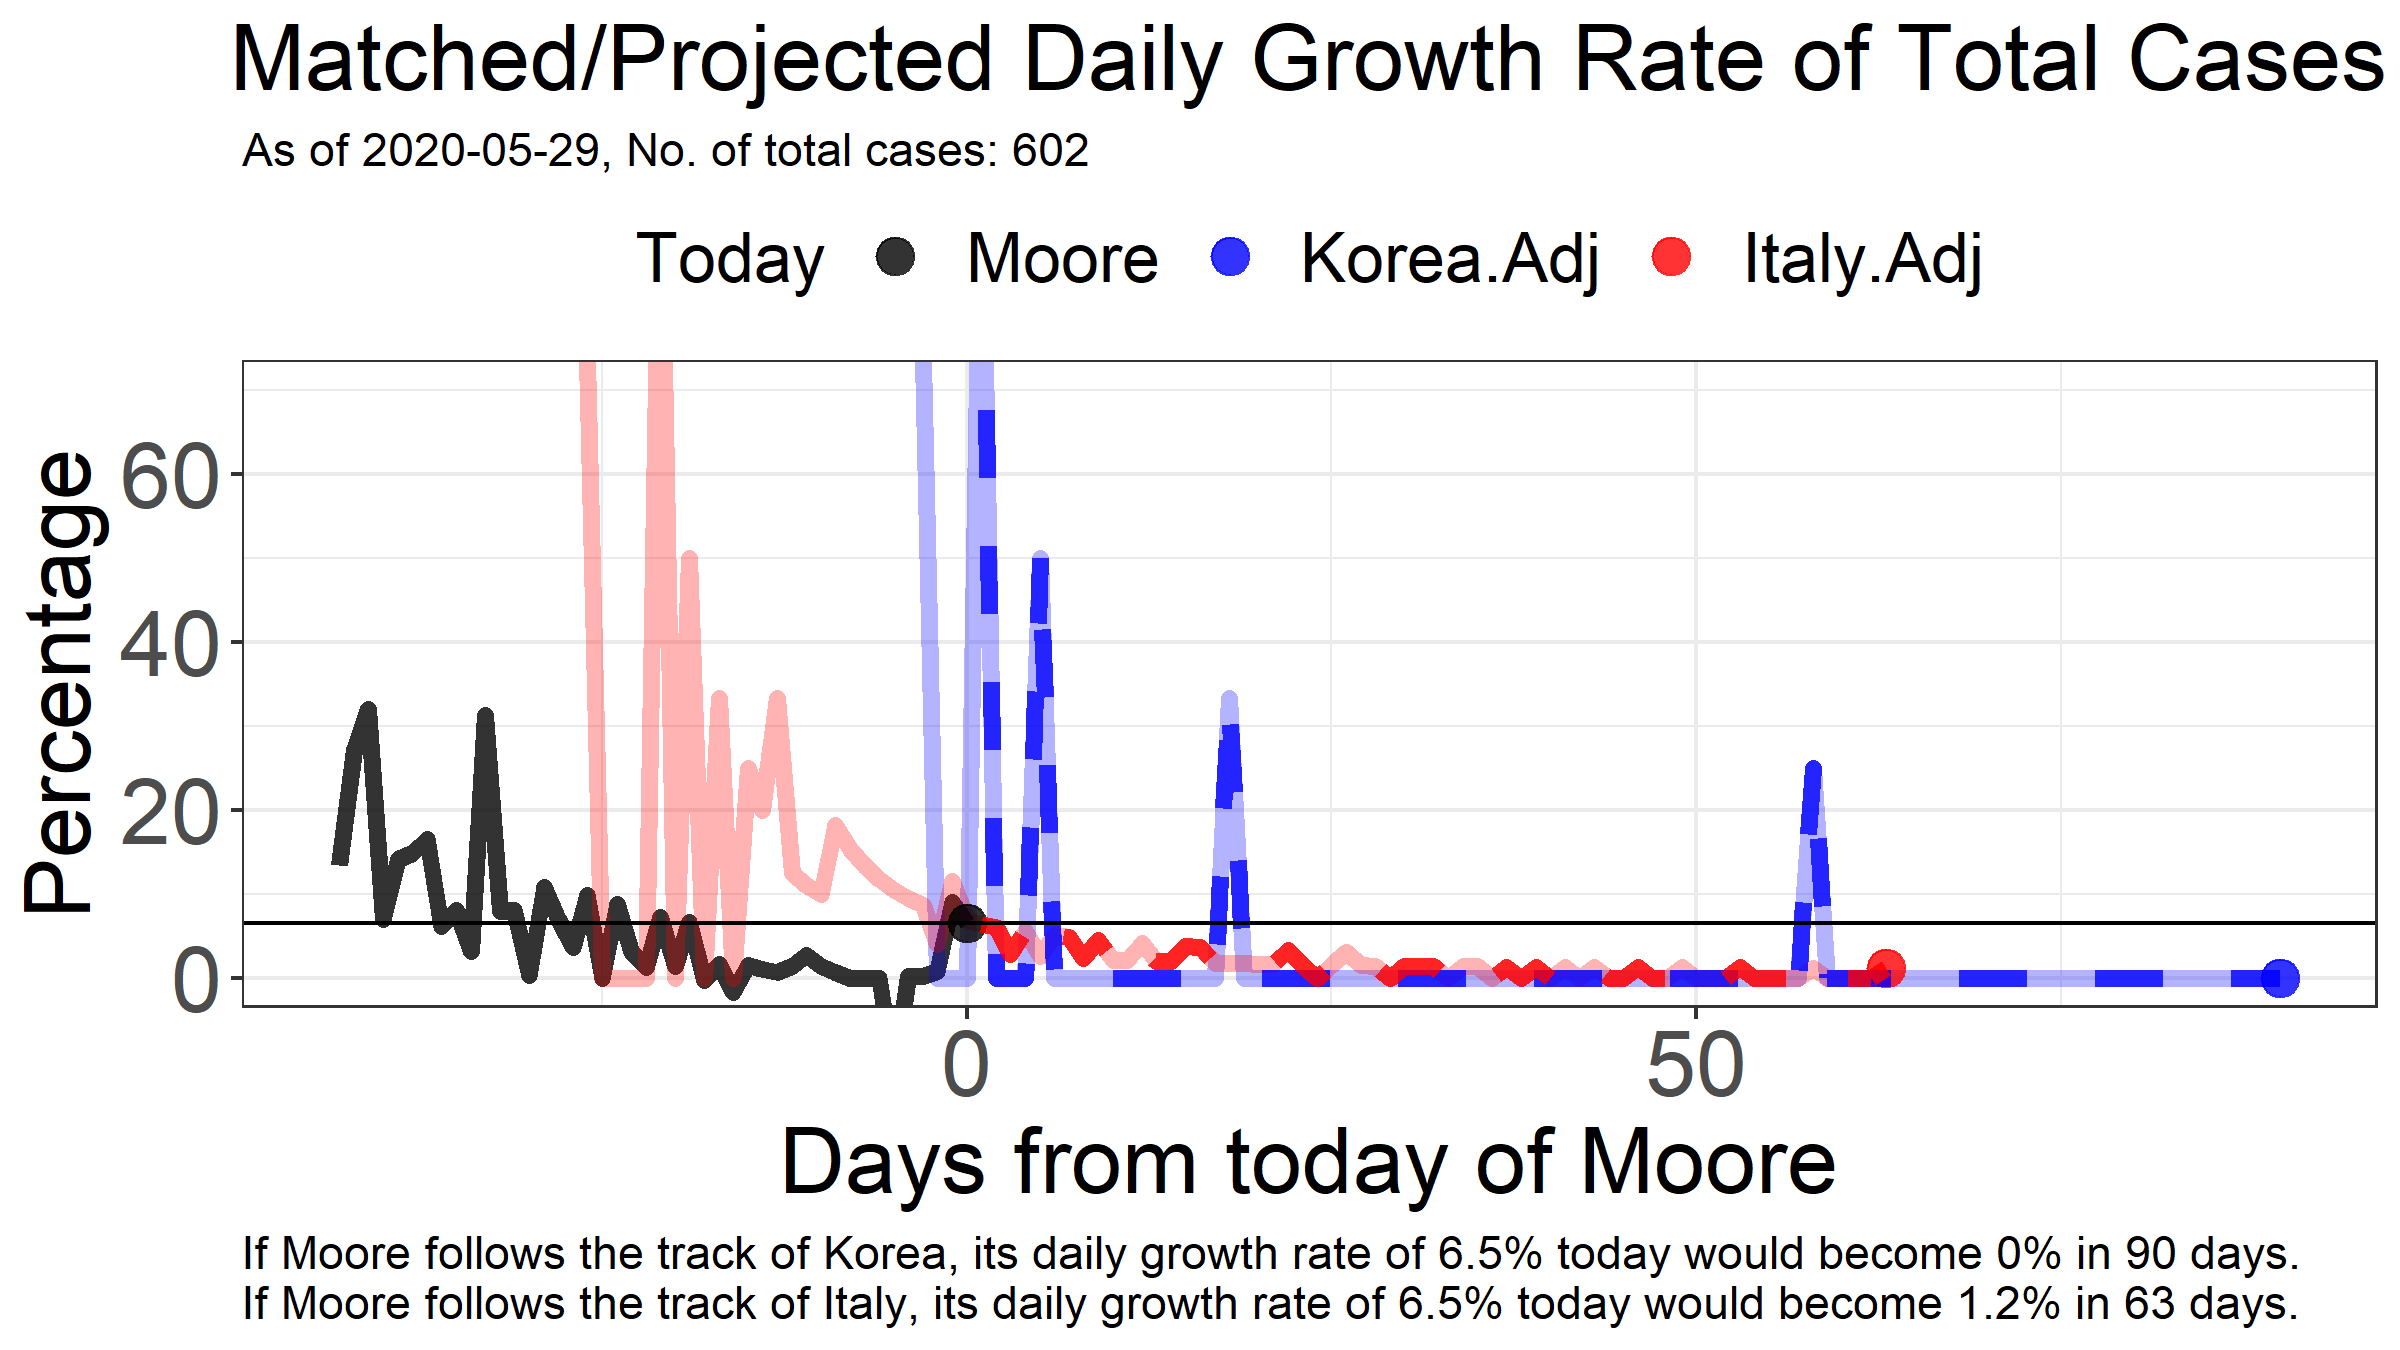 Matched/Projected Daily Growth Rate of Total Cases
As of 2020-05-29, No. of total cases: 602
Today Moore Korea.Adj Italy.Adj
Percentage
60
40
20
0
0 50
Days from today of Moore
If Moore follows the track of Korea, its daily growth rate of 6.5% today would become 0% in 90 days.
If Moore follows the track of Italy, its daily growth rate of 6.5% today would become 1.2% in 63 days.